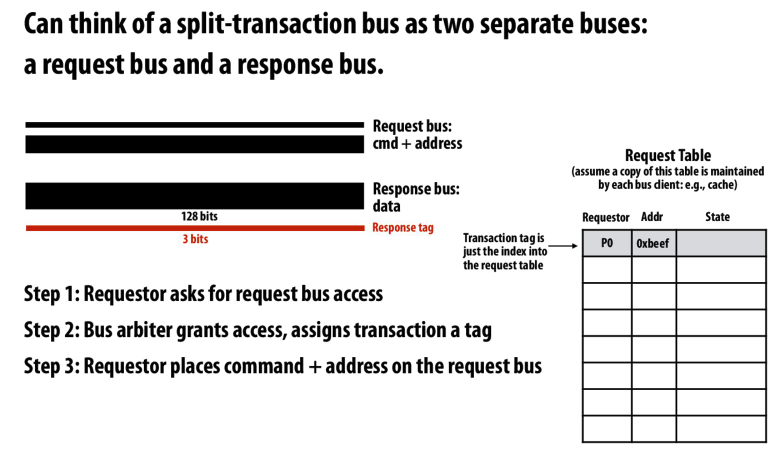 Can think of a split-transaction bus as two separate buses:
a request bus and a response bus.
Request bus:
cmd + address
Response bus:
data
128 bits
Response tag
3 bits
Request Table
(assume a copy of this table is maintained
by each bus client: e.g., cache)
Requestor Addr State
Transaction tag is
just the index into
the request table
P0 0xbeef
Step 1: Requestor asks for request bus access
Step 2: Bus arbiter grants access, assigns transaction a tag
Step 3: Requestor places command + address on the request bus